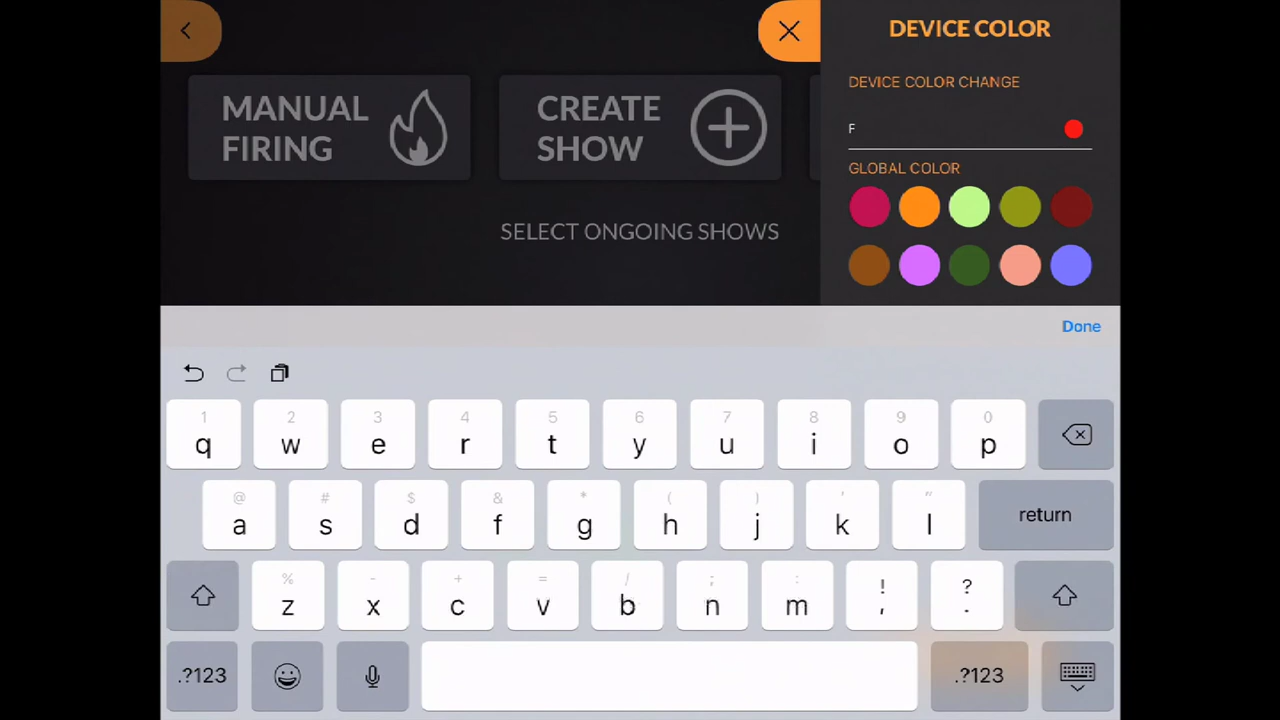 DEVICE COLOR
MANUAL
FIRING
CREATE
SHOW
DEVICE COLOR CHANGE
F
GLOBAL COLOR
SELECT ONGOING SHOWS
Done
1 2 3 4 5 6 7 8 9 0
q w e r t y u i o p
@ # $ & * ( ) ' "
a s d f g h j k l return
% - + = / ; : ! ?
z x c v b n m , .
.?123 .?123